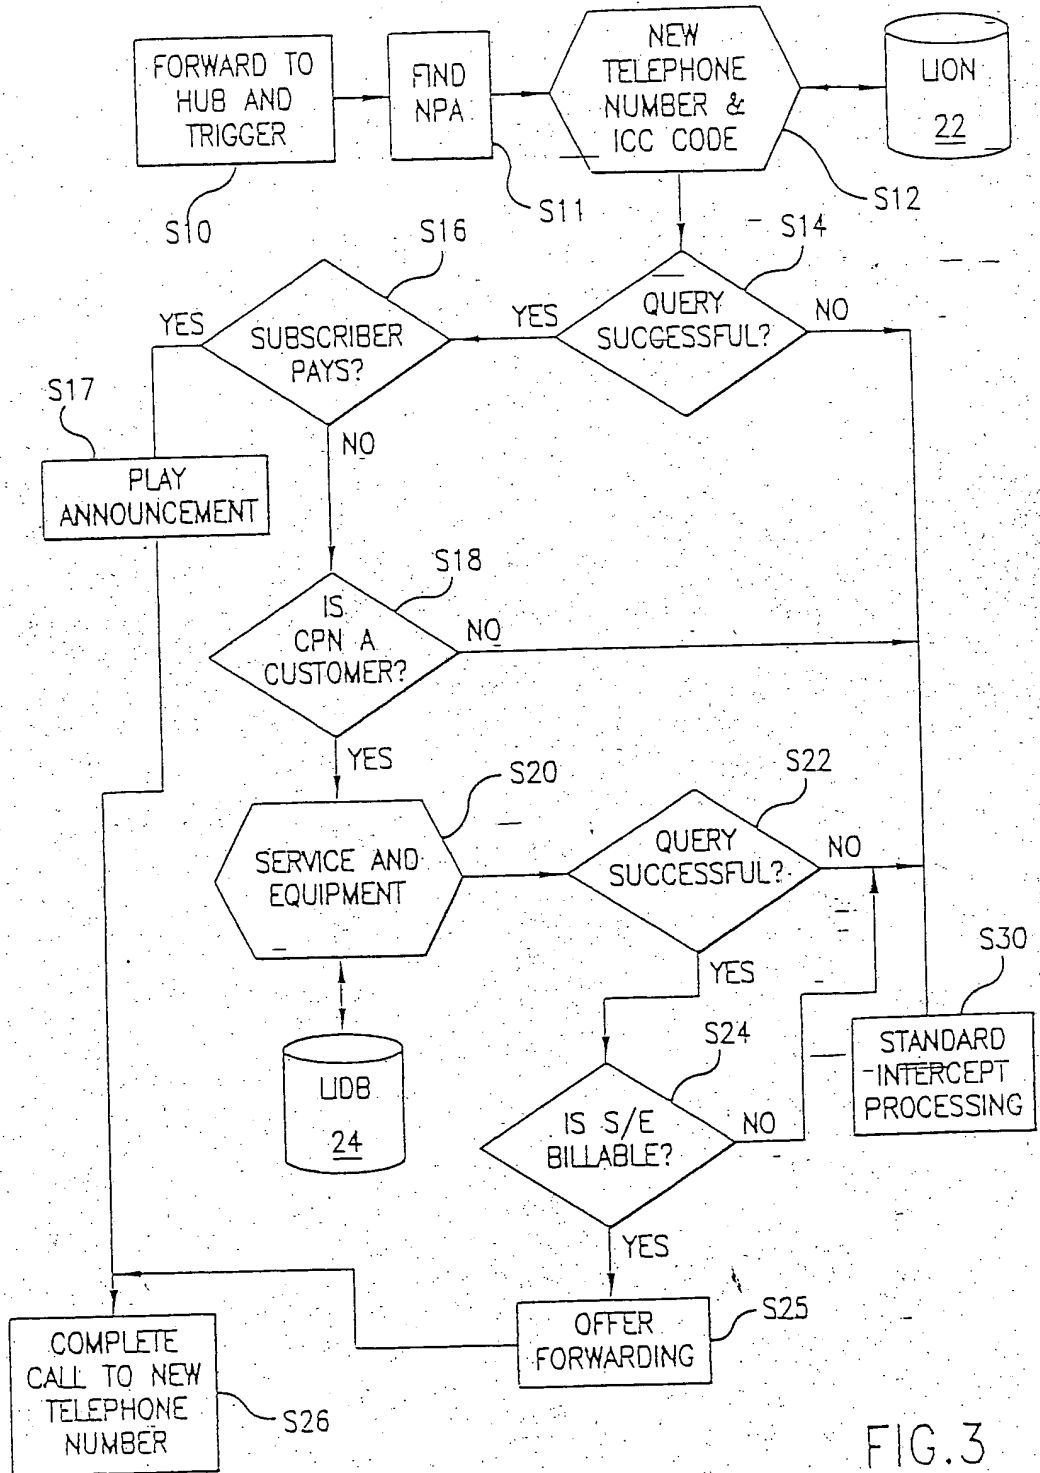 FORWARD TO
HUB AND
TRIGGER
S10
FIND
NPA
S11
NEW
TELEPHONE
NUMBER &
ICC CODE
S12
LION
22
S14
QUERY
SUCCESSFUL?
YES
NO
S16
SUBSCRIBER
PAYS?
YES
NO
S17
PLAY
ANNOUNCEMENT
S18
IS
CPN A
CUSTOMER?
NO
YES
S20
SERVICE AND
EQUIPMENT
LIDB
24
S22
QUERY
SUCCESSFUL?
NO
YES
S24
IS S/E
BILLABLE?
NO
YES
S30
STANDARD
INTERCEPT
PROCESSING
OFFER
FORWARDING
S25
COMPLETE
CALL TO NEW
TELEPHONE
NUMBER
S26
FIG.3